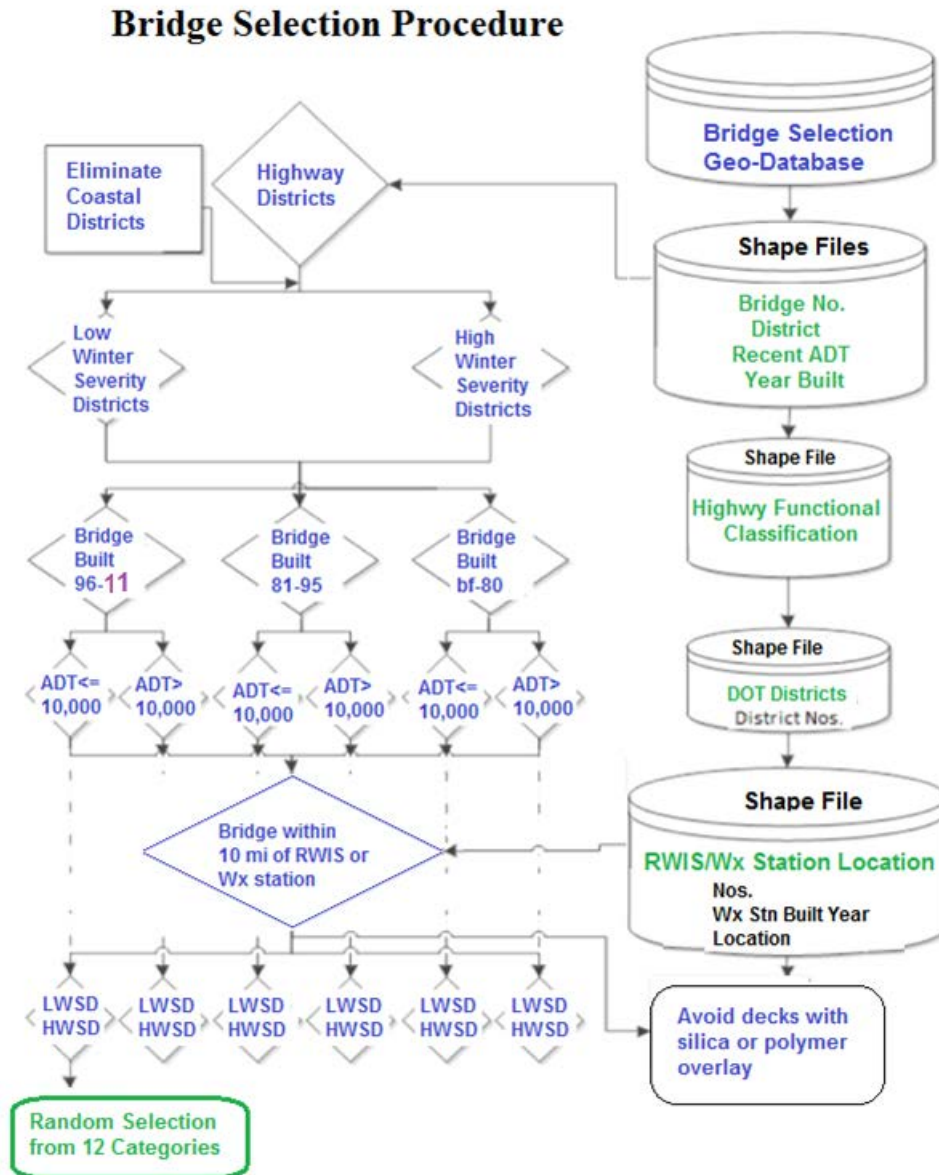 Bridge Selection Procedure
Bridge Selection
Geo-Database
Eliminate
Coastal
Districts
Highway
Districts
Shape Files
Bridge No.
District
Recent ADT
Year Built
Low
Winter
Severity
Districts
High
Winter
Severity
Districts
Shape File
Highwy Functional
Classification
Bridge
Built
96-11
Bridge
Built
81-95
Bridge
Built
bf-80
Shape File
DOT Districts
District Nos.
ADT<=
10,000
ADT>
10,000
ADT<=
10,000
ADT>
10,000
ADT<=
10,000
ADT>
10,000
Shape File
RWIS/Wx Station Location
Nos.
Wx Stn Built Year
Location
Bridge within
10 mi of RWIS or
Wx station
LWSD
HWSD
LWSD
HWSD
LWSD
HWSD
LWSD
HWSD
LWSD
HWSD
LWSD
HWSD
Avoid decks with
silica or polymer
overlay
Random Selection
from 12 Categories